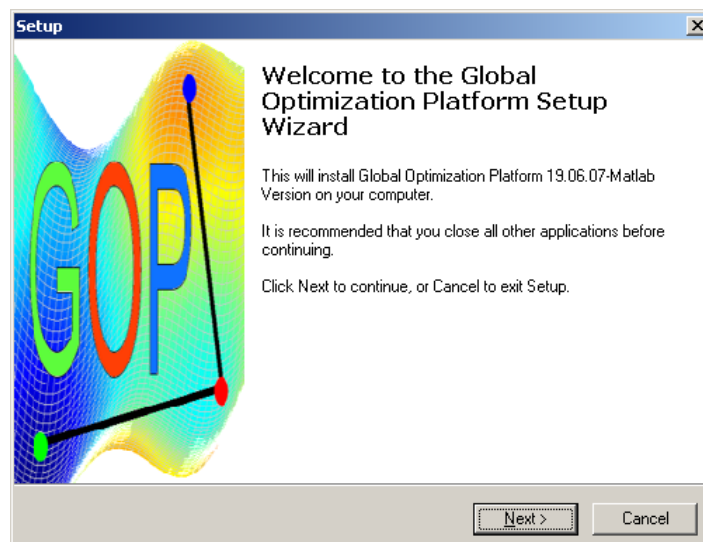 Setup
GOP
Welcome to the Global
Optimization Platform Setup
Wizard
This will install Global Optimization Platform 19.06.07-Matlab
Version on your computer.
It is recommended that you close all other applications before
continuing.
Click Next to continue, or Cancel to exit Setup.
Next >
Cancel